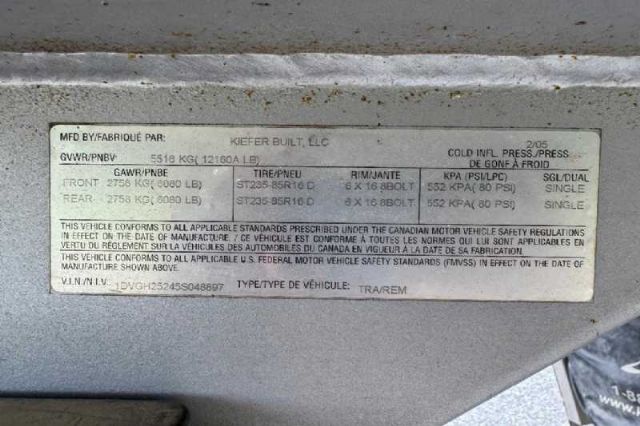 MFD BY/FABRIQUÉ PAR: KIEFER BUILT, LLC 2/05
GVWR/PNBV 5516 KG( 12160A LB) COLD INFL. PRESS./PRESS. DE GONF À FROID
GAWR/PNBE TIRE/PNEU RIM/JANTE KPA (PSI/LPC) SGL/DUAL
FRONT 2758 KG( 6080 LB) ST235-85R16 D 6 X 16 8BOLT 552 KPA( 80 PSI) SINGLE
REAR 2758 KG( 6080 LB) ST235-85R16 D 6 X 16 8BOLT 552 KPA( 80 PSI) SINGLE
THIS VEHICLE CONFORMS TO ALL APPLICABLE STANDARDS PRESCRIBED UNDER THE CANADIAN MOTOR VEHICLE SAFETY REGULATIONS
IN EFFECT ON THE DATE OF MANUFACTURE. / CE VÉHICULE EST CONFORME À TOUTES LES NORMES QUI LUI SONT APPLICABLES EN
VERTU DU RÈGLEMENT SUR LA SÉCURITÉ DES VÉHICULES AUTOMOBILES DU CANADA EN VIGUEUR À LA DATE DE SA FABRICATION.
THIS VEHICLE CONFORMS TO ALL APPLICABLE U.S. FEDERAL MOTOR VEHICLE SAFETY STANDARDS (FMVSS) IN EFFECT ON THE DATE OF
MANUFACTURE SHOWN ABOVE.
V.I.N./N.I.V. 1DVGH25245S048697 TYPE/TYPE DE VÉHICULE: TRA/REM